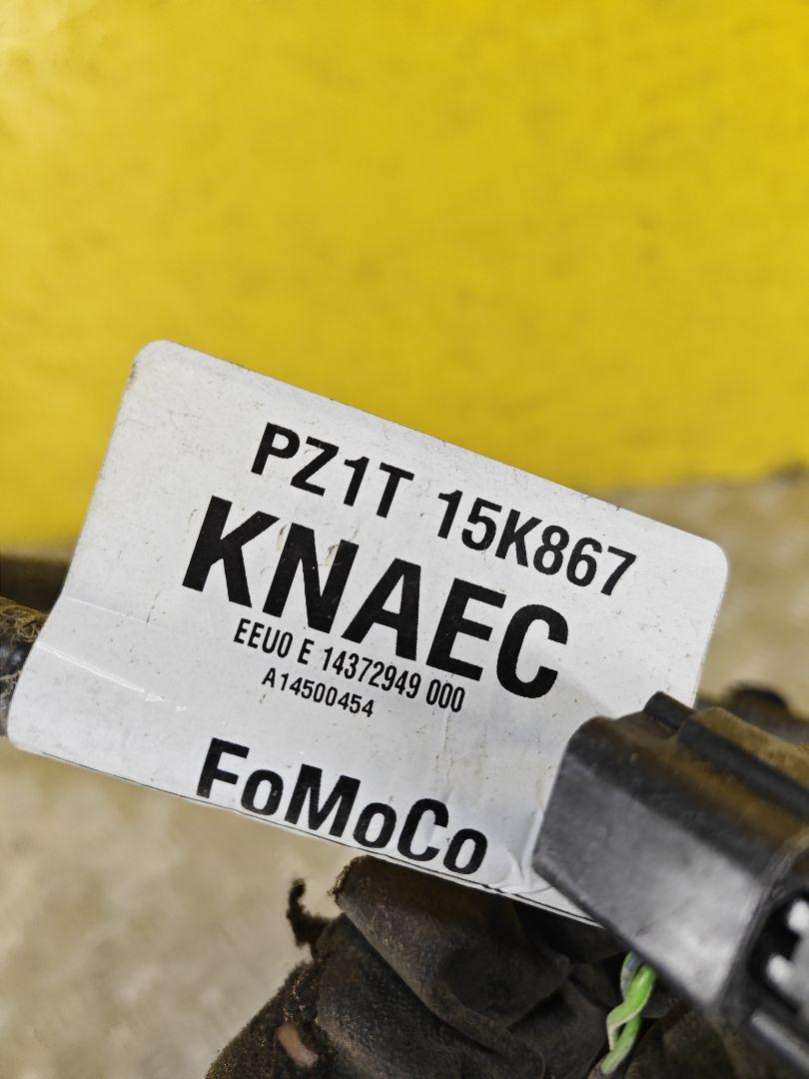 PZ1T 15K867
KNAEC
EEU0 E 14372949 000
A14500454
FoMoCo